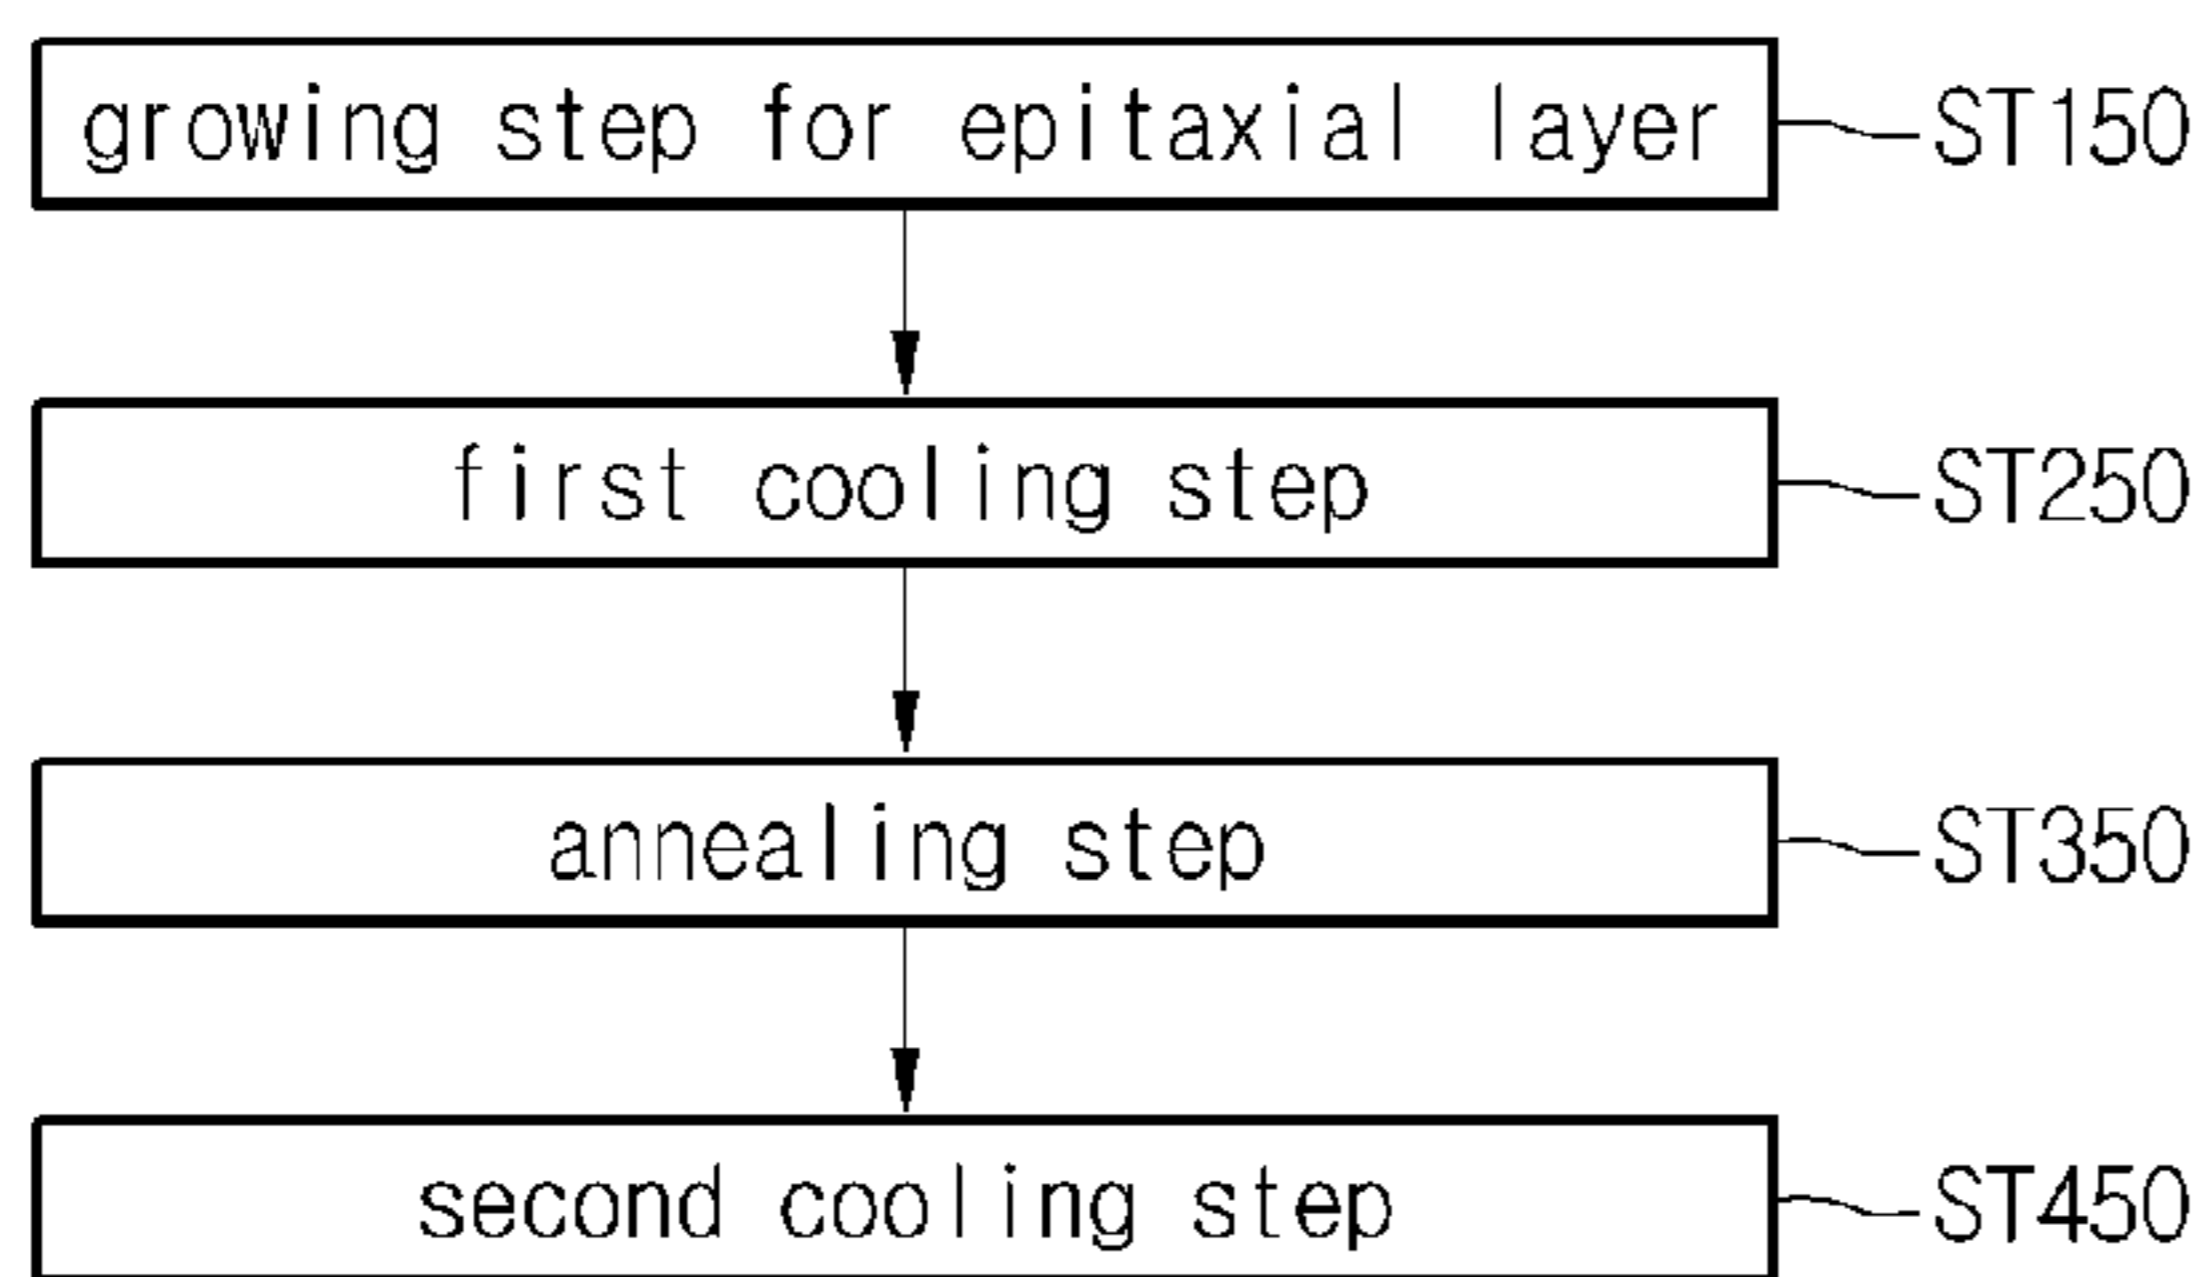 growing step for epitaxial layer ST150
first cooling step ST250
annealing step ST350
second cooling step ST450